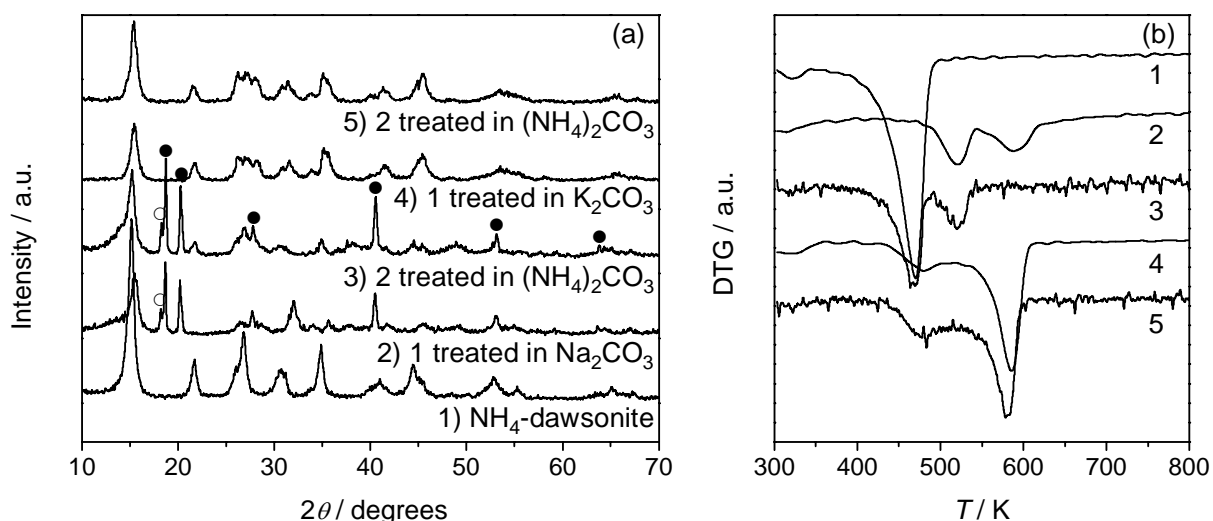 (a)
5) 2 treated in (NH₄)₂CO₃
4) 1 treated in K₂CO₃
3) 2 treated in (NH₄)₂CO₃
2) 1 treated in Na₂CO₃
1) NH₄-dawsonite
Intensity / a.u.
10 20 30 40 50 60 70
2θ / degrees
(b)
1
2
3
4
5
DTG / a.u.
300 400 500 600 700 800
T / K